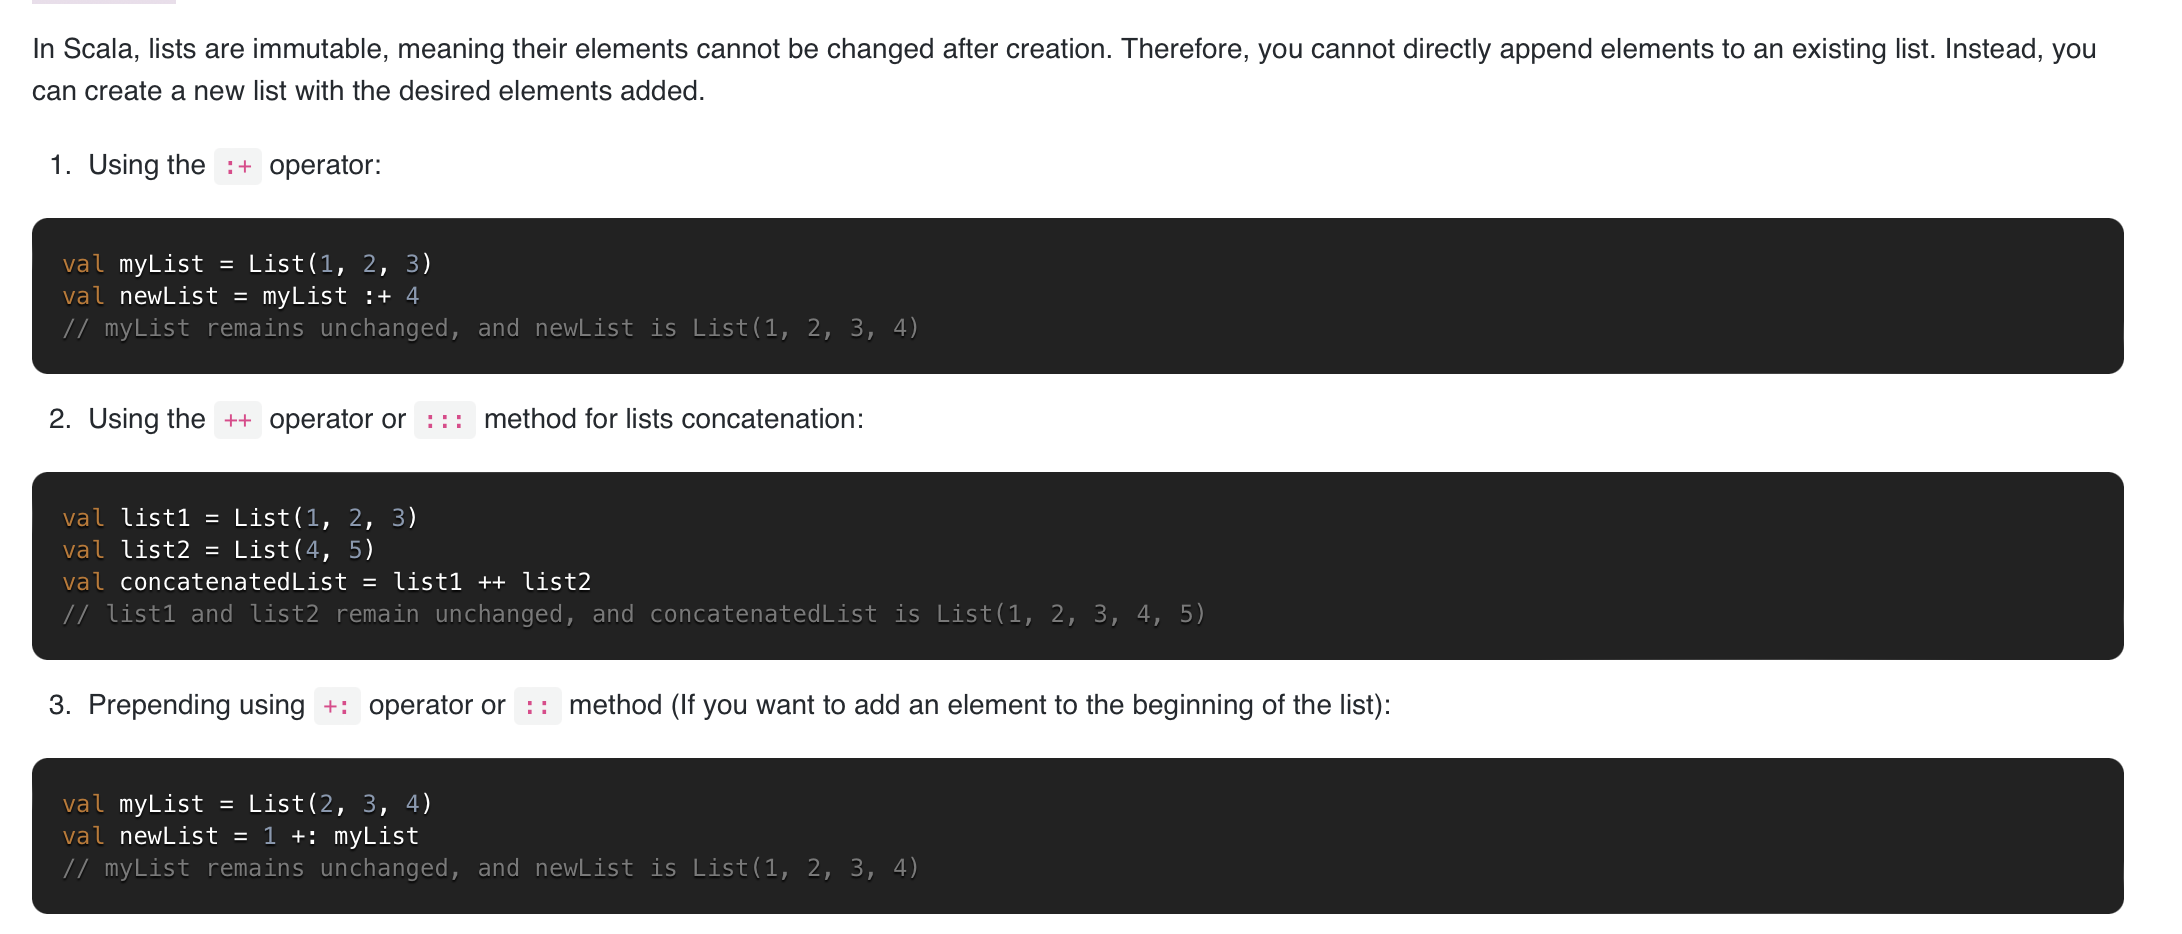 In Scala, lists are immutable, meaning their elements cannot be changed after creation. Therefore, you cannot directly append elements to an existing list. Instead, you
can create a new list with the desired elements added.
1. Using the :+ operator:
val myList = List(1, 2, 3)
val newList = myList :+ 4
// myList remains unchanged, and newList is List(1, 2, 3, 4)
2. Using the ++ operator or ::: method for lists concatenation:
val list1 = List(1, 2, 3)
val list2 = List(4, 5)
val concatenatedList = list1 ++ list2
// list1 and list2 remain unchanged, and concatenatedList is List(1, 2, 3, 4, 5)
3. Prepending using +: operator or :: method (If you want to add an element to the beginning of the list):
val myList = List(2, 3, 4)
val newList = 1 +: myList
// myList remains unchanged, and newList is List(1, 2, 3, 4)